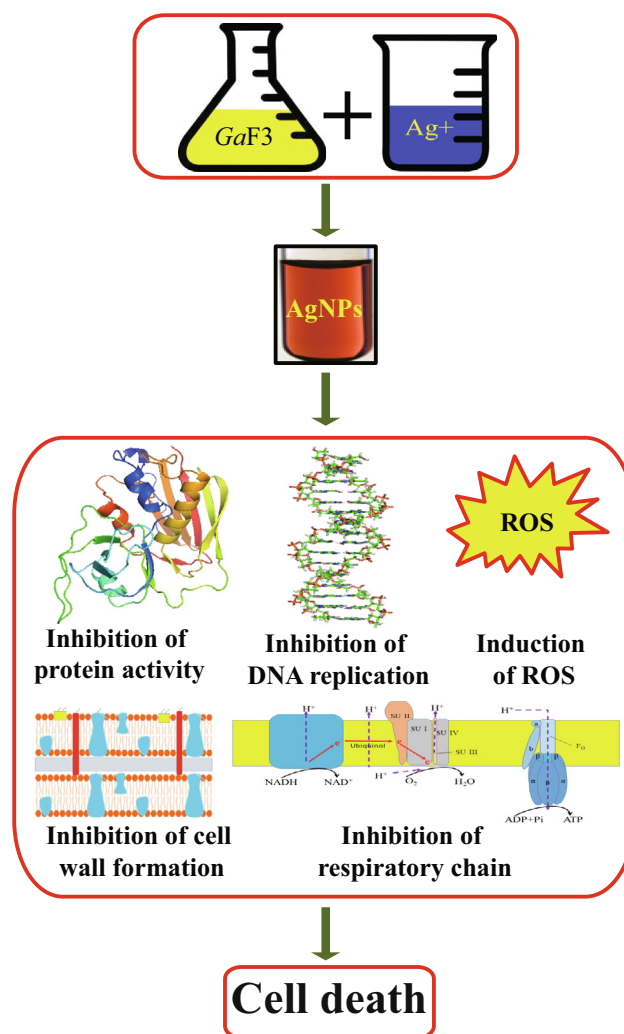 GaF3
Ag+
AgNPs
ROS
Inhibition of
protein activity
Inhibition of
DNA replication
Induction
of ROS
H⁺
H⁺
SU II
H⁺
SU I
SU IV
SU III
e⁻
Ubiquinol
e⁻
e⁻
NADH
NAD⁺
H⁺
O₂
H₂O
H⁺
a
b
β
β
α
β
α
ADP+Pi
ATP
Inhibition of cell
wall formation
Inhibition of
respiratory chain
Cell death